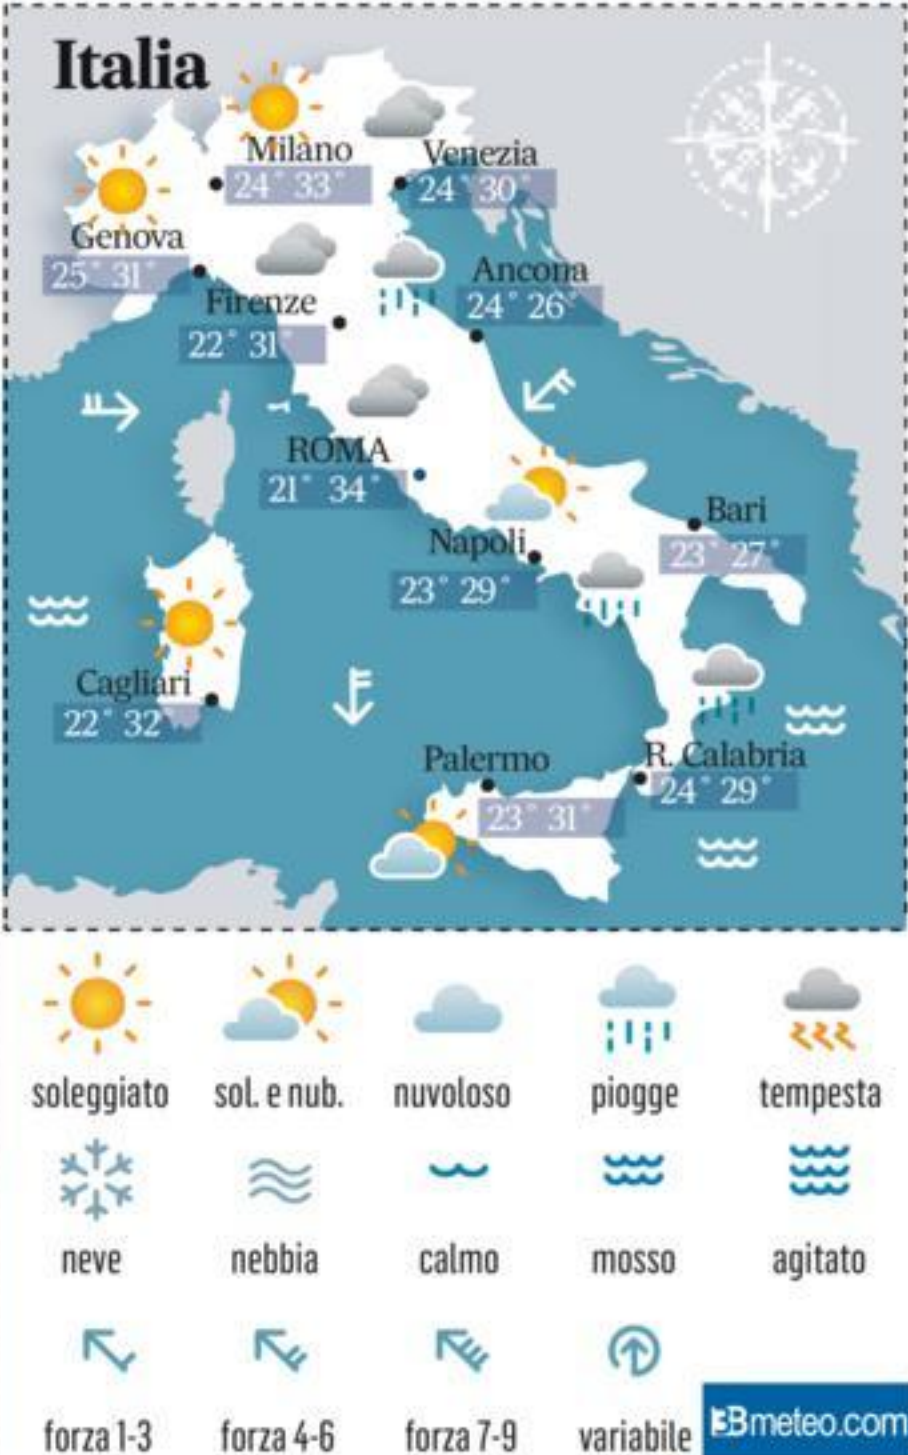 Italia
Milano
24° 33°
Venezia
24° 30°
Genova
25° 31°
Ancona
24° 26°
Firenze
22° 31°
ROMA
21° 34°
Bari
23° 27°
Napoli
23° 29°
Cagliari
22° 32°
Palermo
23° 31°
R. Calabria
24° 29°
soleggiato
sol. e nub.
nuvoloso
piogge
tempesta
neve
nebbia
calmo
mosso
agitato
forza 1-3
forza 4-6
forza 7-9
variabile
3Bmeteo.com